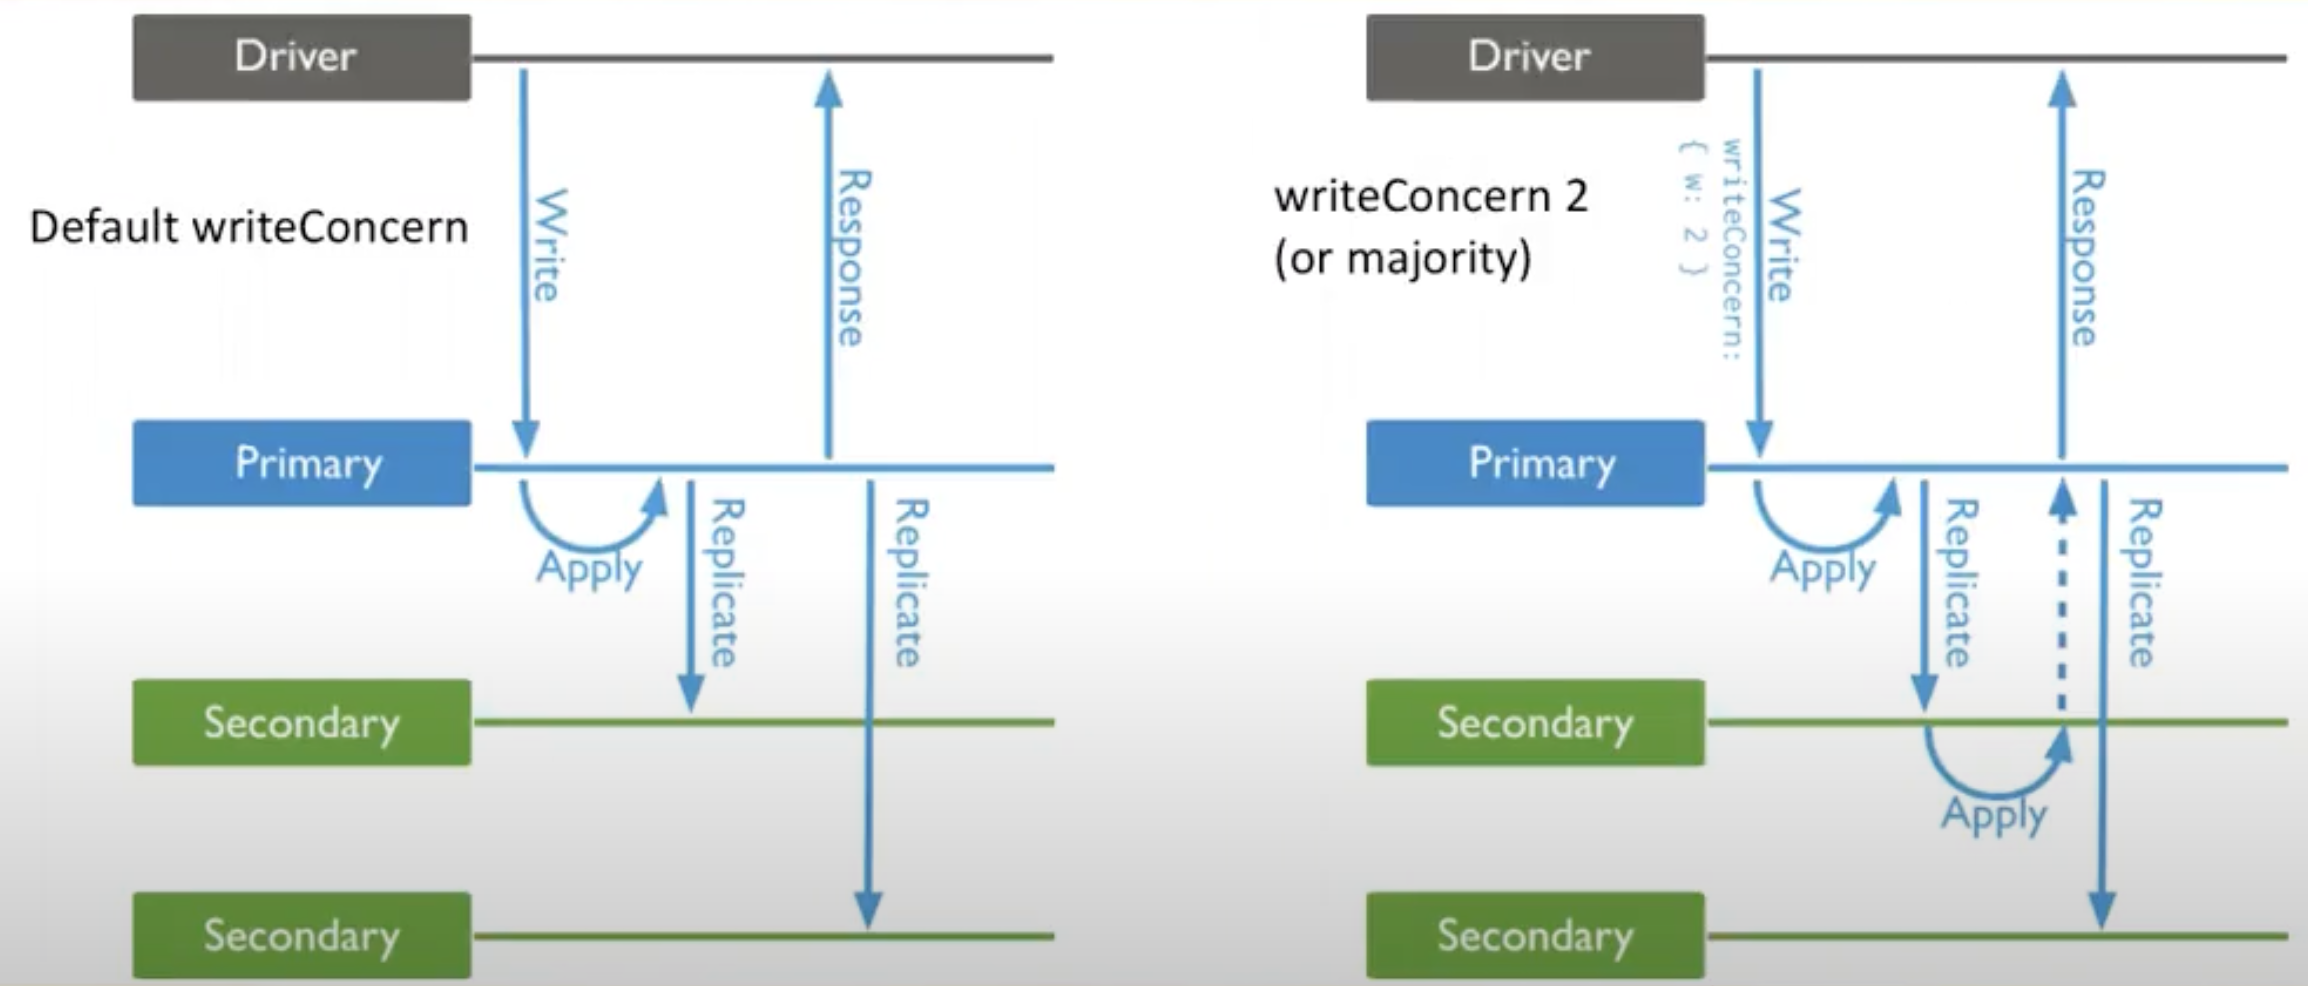 Driver
Default writeConcern
Write
Response
Primary
Apply
Replicate
Replicate
Secondary
Secondary
Driver
writeConcern 2
(or majority)
Write
writeConcern:
{ w: 2 }
Response
Primary
Apply
Replicate
Replicate
Secondary
Apply
Secondary